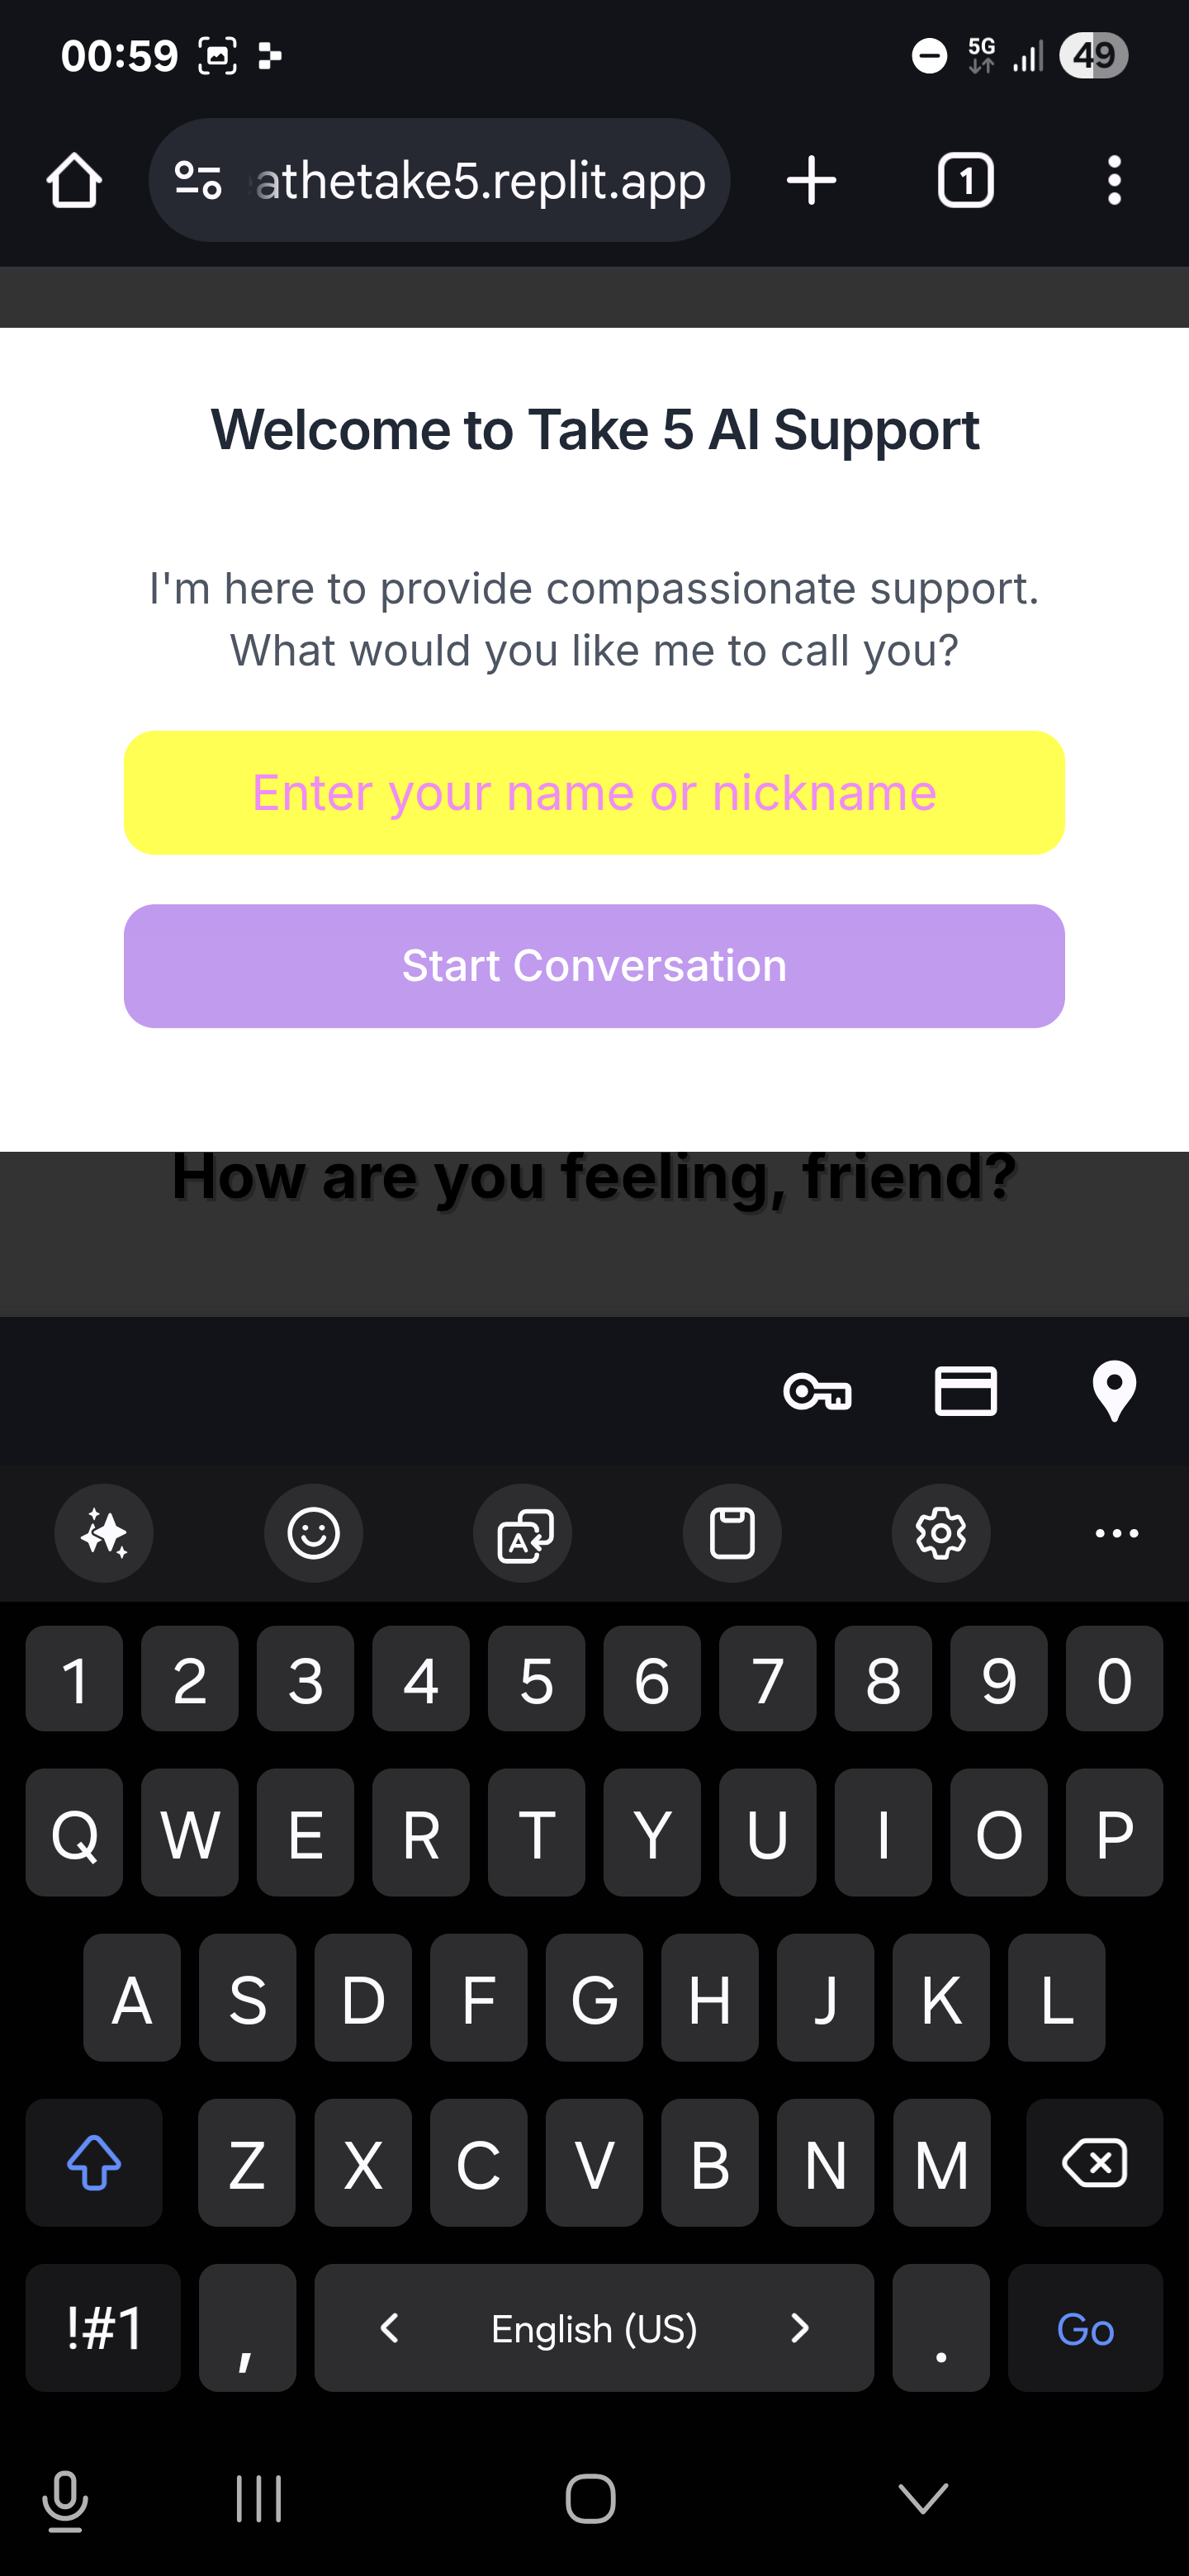 00:59
5G
49
athetake5.replit.app
1
Welcome to Take 5 AI Support
I'm here to provide compassionate support.
What would you like me to call you?
Enter your name or nickname
Start Conversation
How are you feeling, friend?
A
1 2 3 4 5 6 7 8 9 0
Q W E R T Y U I O P
A S D F G H J K L
Z X C V B N M
!#1 , English (US) . Go